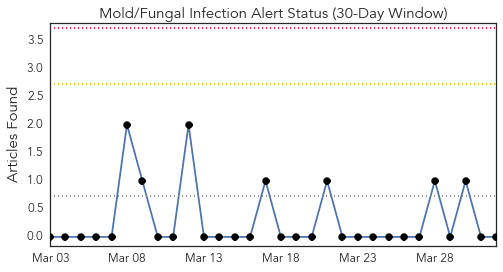 Mold/Fungal Infection Alert Status (30-Day Window)
Articles Found
3.5
3.0
2.5
2.0
1.5
1.0
0.5
0.0
Mar 03 Mar 08 Mar 13 Mar 18 Mar 23 Mar 28